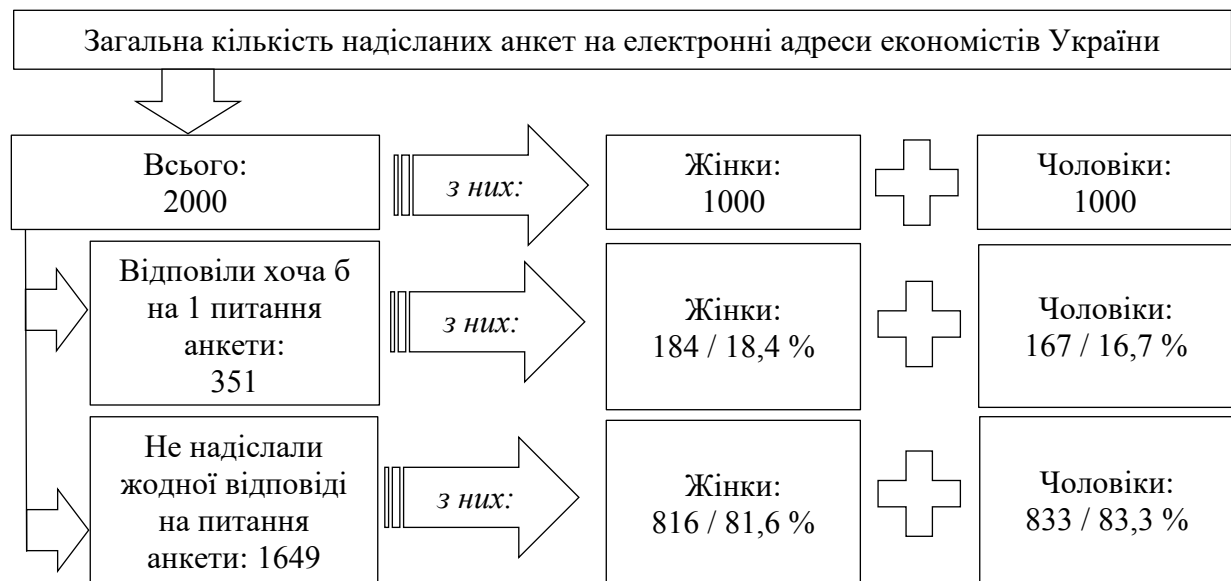 Загальна кількість надісланих анкет на електронні адреси економістів України
Всього:
2000
з них:
Жінки:
1000
Чоловіки:
1000
Відповіли хоча б
на 1 питання
анкети:
351
з них:
Жінки:
184 / 18,4 %
Чоловіки:
167 / 16,7 %
Не надіслали
жодної відповіді
на питання
анкети: 1649
з них:
Жінки:
816 / 81,6 %
Чоловіки:
833 / 83,3 %